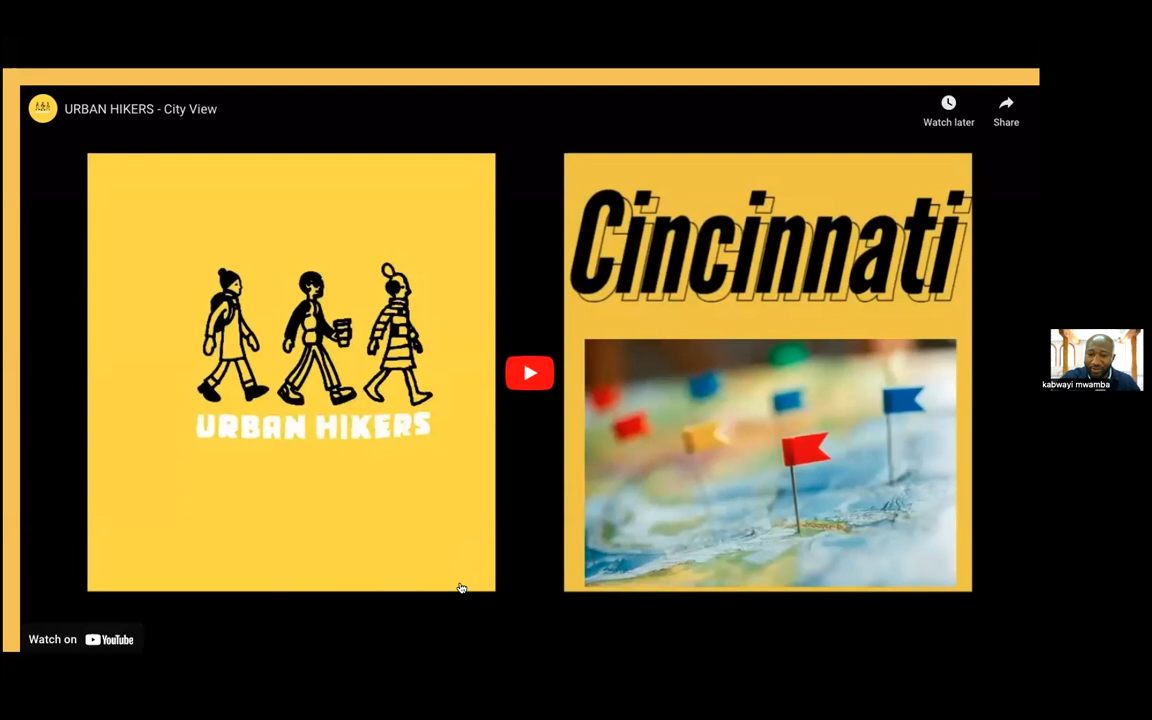 URBAN HIKERS - City View
Watch later
Share
Cincinnati
URBAN HIKERS
kabwayi mwamba
Watch on YouTube